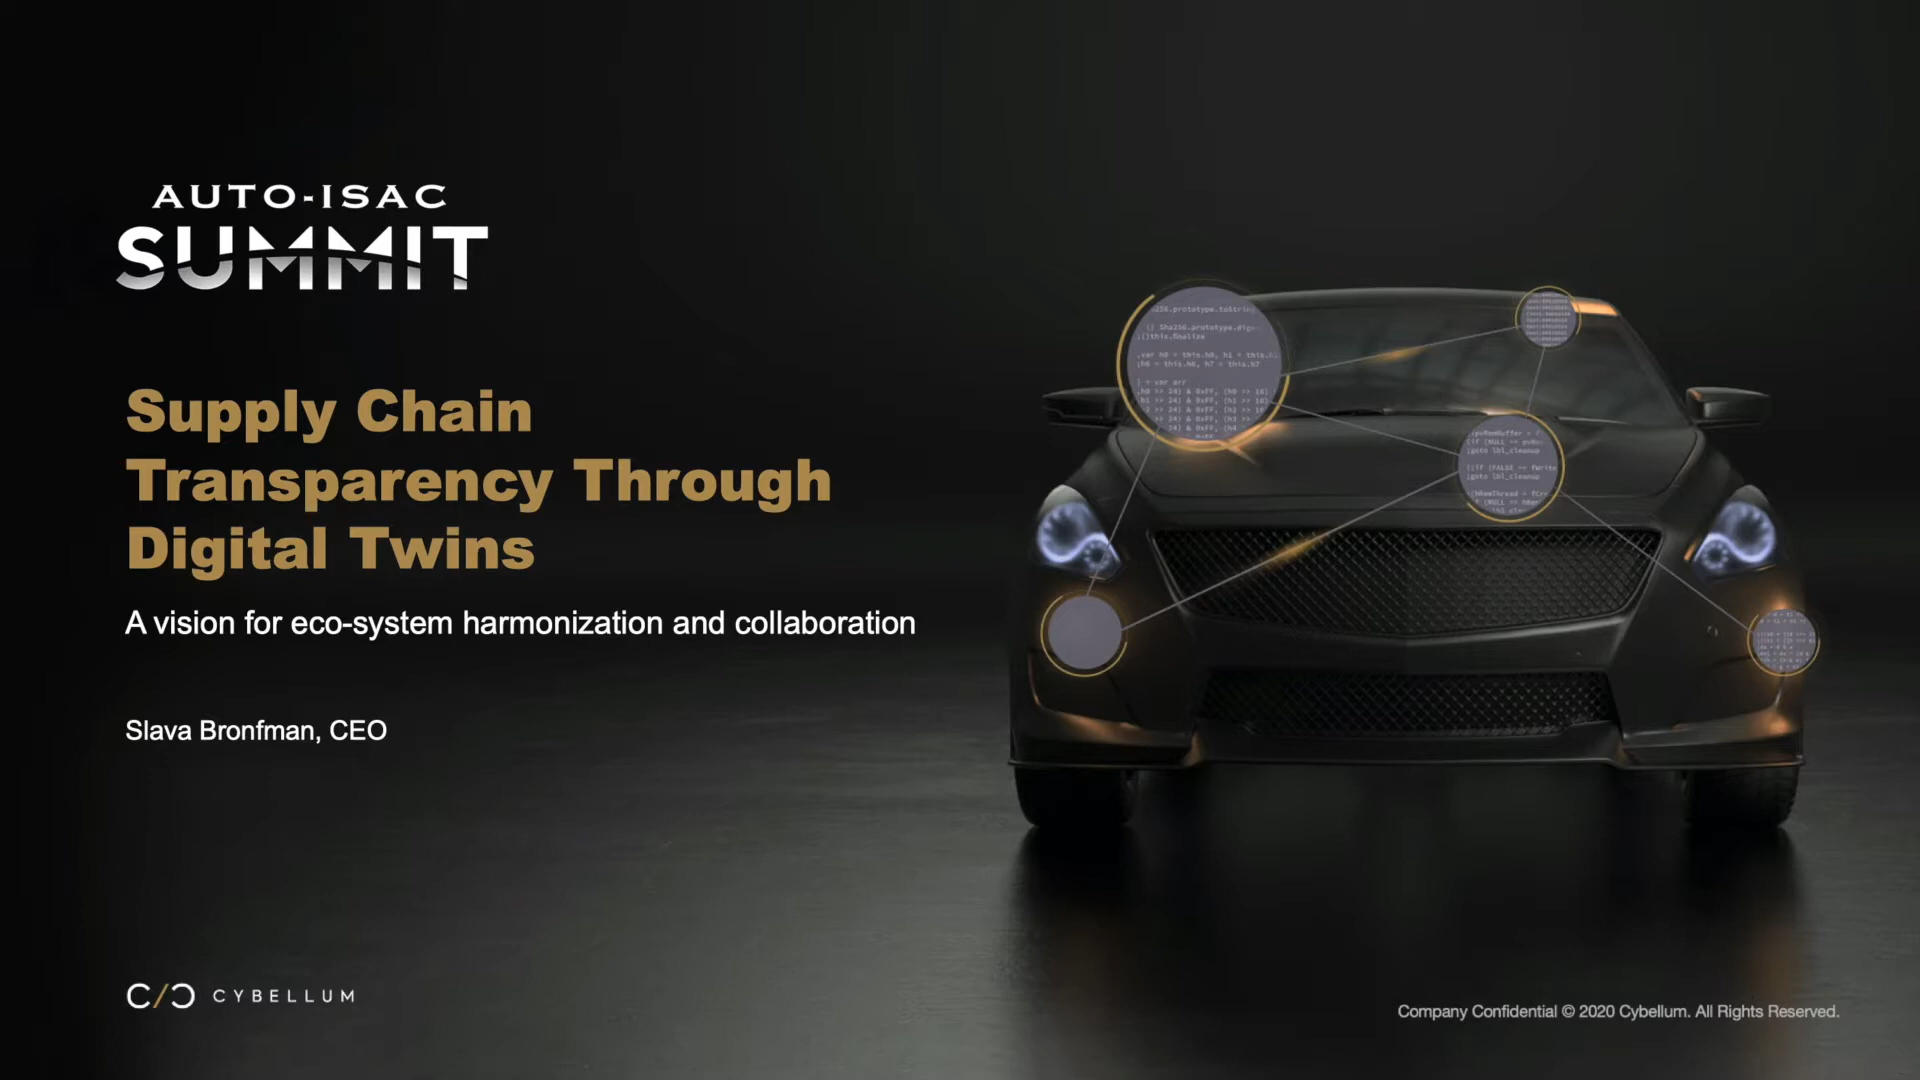 AUTO-ISAC
SUMMIT
Supply Chain
Transparency Through
Digital Twins
A vision for eco-system harmonization and collaboration
Slava Bronfman, CEO
CYBELLUM
Company Confidential © 2020 Cybellum. All Rights Reserved.